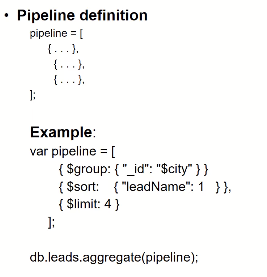 • Pipeline definition
pipeline = [
{ . . . },
{ . . . },
{ . . . },
];
Example:
var pipeline = [
{ $group: { "_id": "$city" } }
{ $sort: { "leadName": 1 } },
{ $limit: 4 }
];
db.leads.aggregate(pipeline);